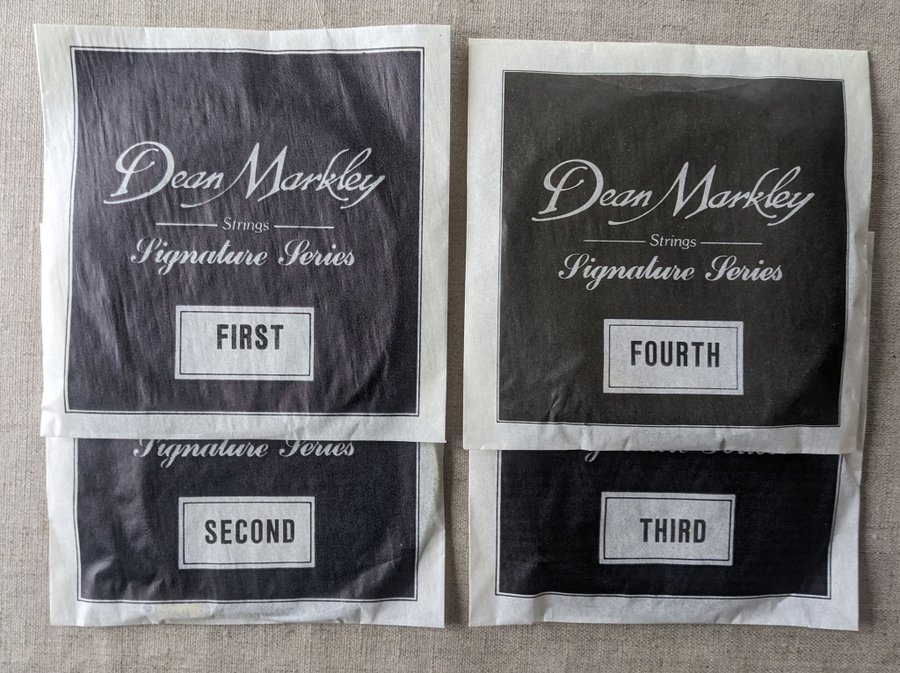 Dean Markley
Strings
Signature Series
FIRST
Signature Series
SECOND
Dean Markley
Strings
Signature Series
FOURTH
THIRD